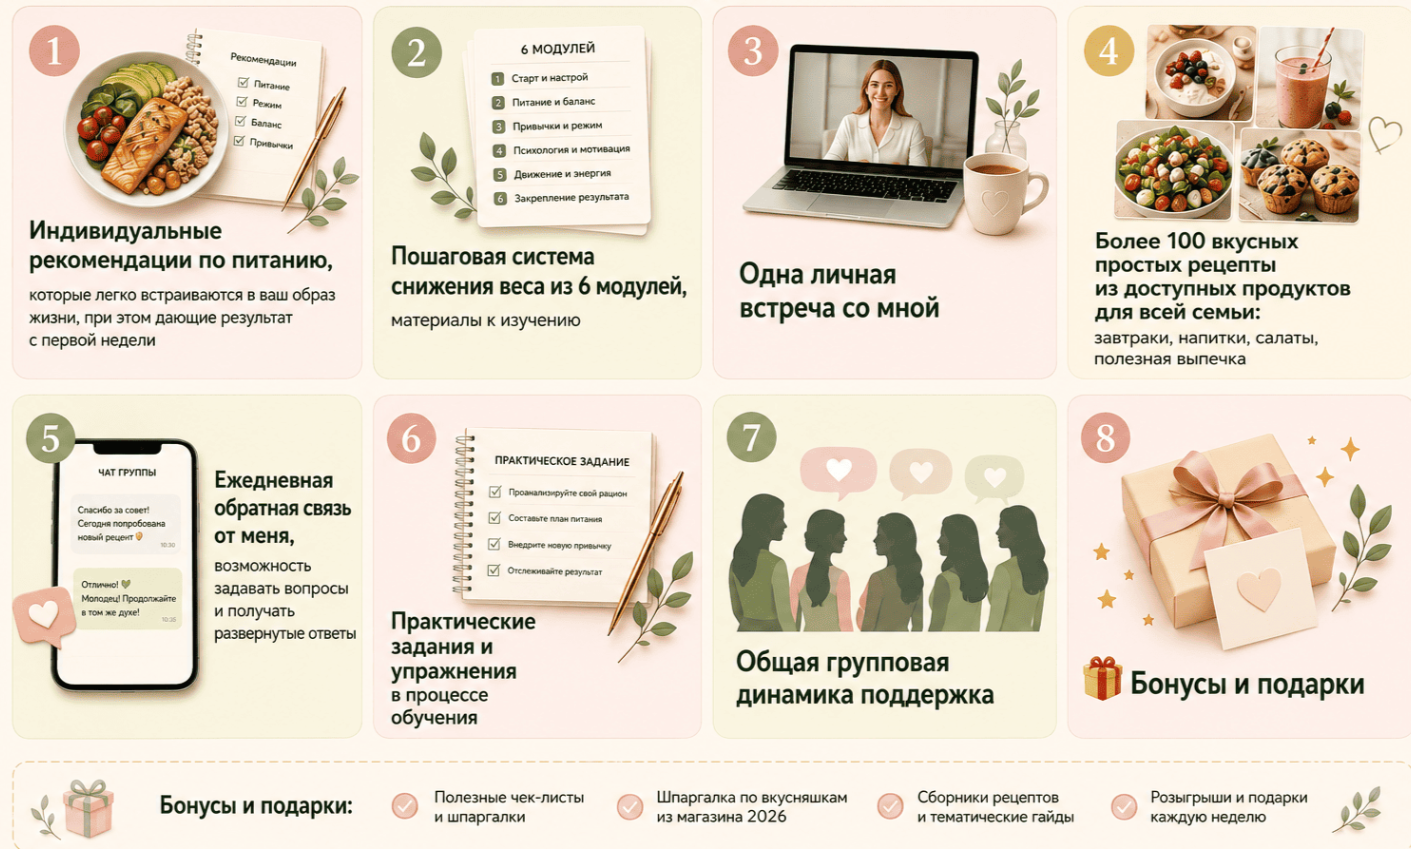 1
Рекомендации
Питание
Режим
Баланс
Привычки
Индивидуальные
рекомендации по питанию,
которые легко встраиваются в ваш образ
жизни, при этом дающие результат
с первой недели
2
6 МОДУЛЕЙ
1 Старт и настрой
2 Питание и баланс
3 Привычки и режим
4 Психология и мотивация
5 Движение и энергия
6 Закрепление результата
Пошаговая система
снижения веса из 6 модулей,
материалы к изучению
3
Одна личная
встреча со мной
4
Более 100 вкусных
простых рецепты
из доступных продуктов
для всей семьи:
завтраки, напитки, салаты,
полезная выпечка
5
ЧАТ ГРУППЫ
Спасибо за совет!
Сегодня попробована
новый рецент
10:30
Отлично!
Молодец! Продолжайте
в том же духе!
10:35
Ежедневная
обратная связь
от меня,
возможность
задавать вопросы
и получать
развернутые ответы
6
ПРАКТИЧЕСКОЕ ЗАДАНИЕ
Проанализируйте свой рацион
Составьте план питания
Внедрите новую привычку
Отслеживайте результат
Практические
задания и
упражнения
в процессе
обучения
7
Общая групповая
динамика поддержка
8
Бонусы и подарки
Бонусы и подарки:
Полезные чек-листы
и шпаргалки
Шпаргалка по вкусняшкам
из магазина 2026
Сборники рецептов
и тематические гайды
Розыгрыши и подарки
каждую неделю